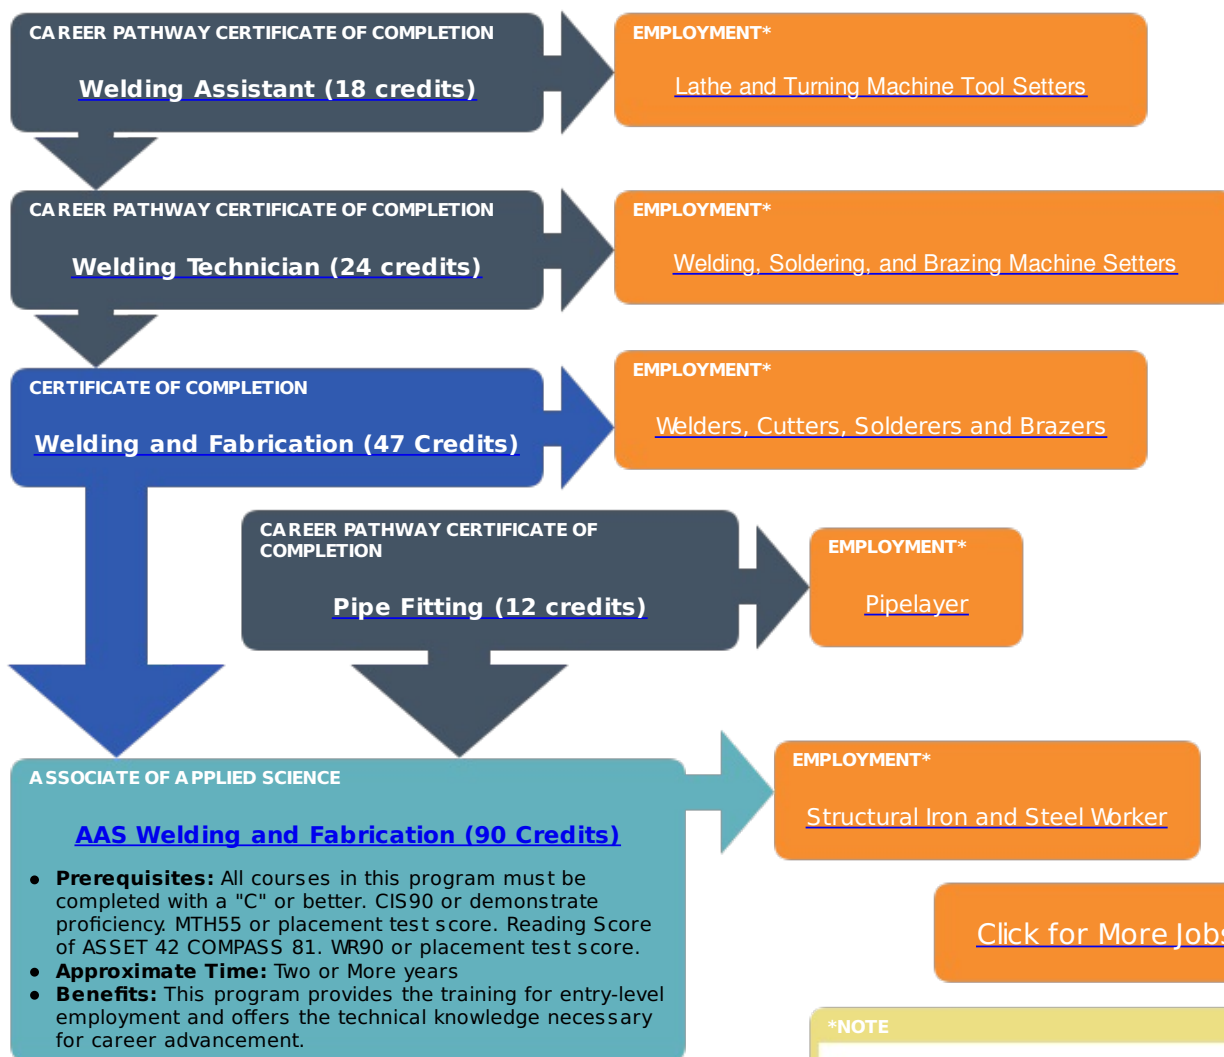 CAREER PATHWAY CERTIFICATE OF COMPLETION
Welding Assistant (18 credits)
EMPLOYMENT*
Lathe and Turning Machine Tool Setters
CAREER PATHWAY CERTIFICATE OF COMPLETION
Welding Technician (24 credits)
EMPLOYMENT*
Welding, Soldering, and Brazing Machine Setters
CERTIFICATE OF COMPLETION
Welding and Fabrication (47 Credits)
EMPLOYMENT*
Welders, Cutters, Solderers and Brazers
CAREER PATHWAY CERTIFICATE OF
COMPLETION
Pipe Fitting (12 credits)
EMPLOYMENT*
Pipelayer
ASSOCIATE OF APPLIED SCIENCE
AAS Welding and Fabrication (90 Credits)
• Prerequisites: All courses in this program must be
completed with a "C" or better. CIS90 or demonstrate
proficiency. MTH55 or placement test score. Reading Score
of ASSET 42 COMPASS 81. WR90 or placement test score.
• Approximate Time: Two or More years
• Benefits: This program provides the training for entry-level
employment and offers the technical knowledge necessary
for career advancement.
EMPLOYMENT*
Structural Iron and Steel Worker
Click for More Jobs
*NOTE